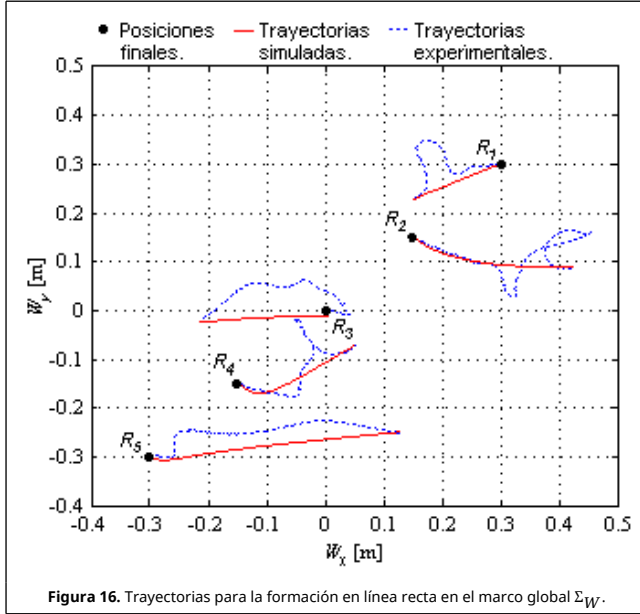 Posiciones finales.
Trayectorias simuladas.
Trayectorias experimentales.
0.5
0.4
0.3
0.2
0.1
0
-0.1
-0.2
-0.3
-0.4
R1
R2
R3
R4
R5
-0.4 -0.3 -0.2 -0.1 0 0.1 0.2 0.3 0.4 0.5
Wy [m]
Wx [m]
Figura 16. Trayectorias para la formación en línea recta en el marco global ΣW.